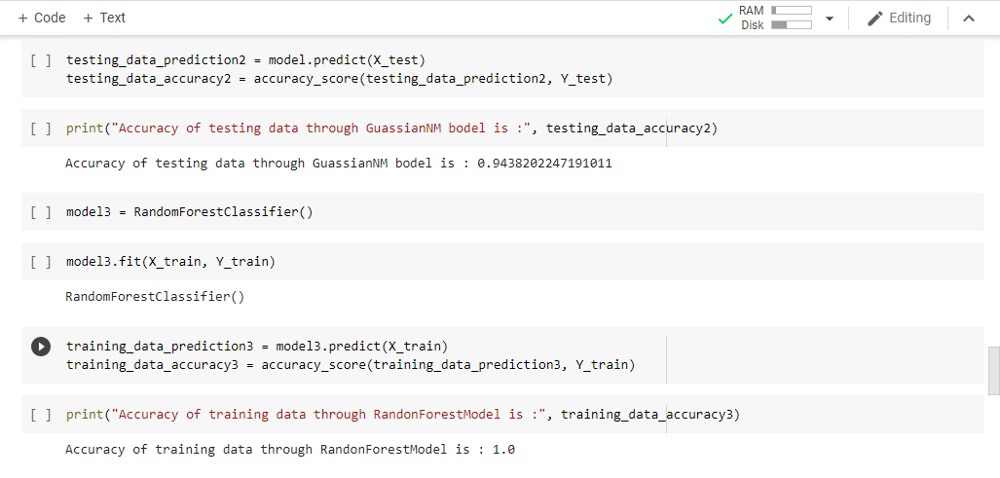 + Code + Text
RAM
Disk
Editing
[ ] testing_data_prediction2 = model.predict(X_test)
testing_data_accuracy2 = accuracy_score(testing_data_prediction2, Y_test)
[ ] print("Accuracy of testing data through GuassianNM bodel is :", testing_data_accuracy2)
Accuracy of testing data through GuassianNM bodel is : 0.9438202247191011
[ ] model3 = RandomForestClassifier()
[ ] model3.fit(X_train, Y_train)
RandomForestClassifier()
training_data_prediction3 = model3.predict(X_train)
training_data_accuracy3 = accuracy_score(training_data_prediction3, Y_train)
[ ] print("Accuracy of training data through RandonForestModel is :", training_data_accuracy3)
Accuracy of training data through RandonForestModel is : 1.0